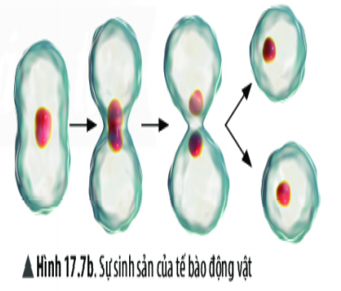 ▲ Hình 17.7b. Sự sinh sản của tế bào động vật